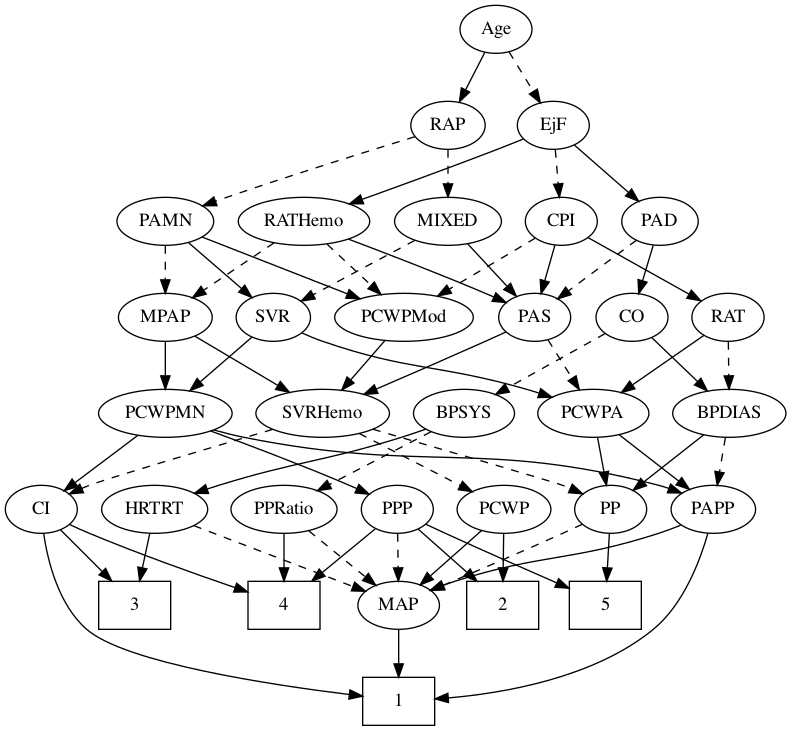 Age
RAP
EjF
PAMN
RATHemo
MIXED
CPI
PAD
MPAP
SVR
PCWPMod
PAS
CO
RAT
PCWPMN
SVRHemo
BPSYS
PCWPA
BPDIAS
CI
HRTRT
PPRatio
PPP
PCWP
PP
PAPP
3
4
MAP
2
5
1